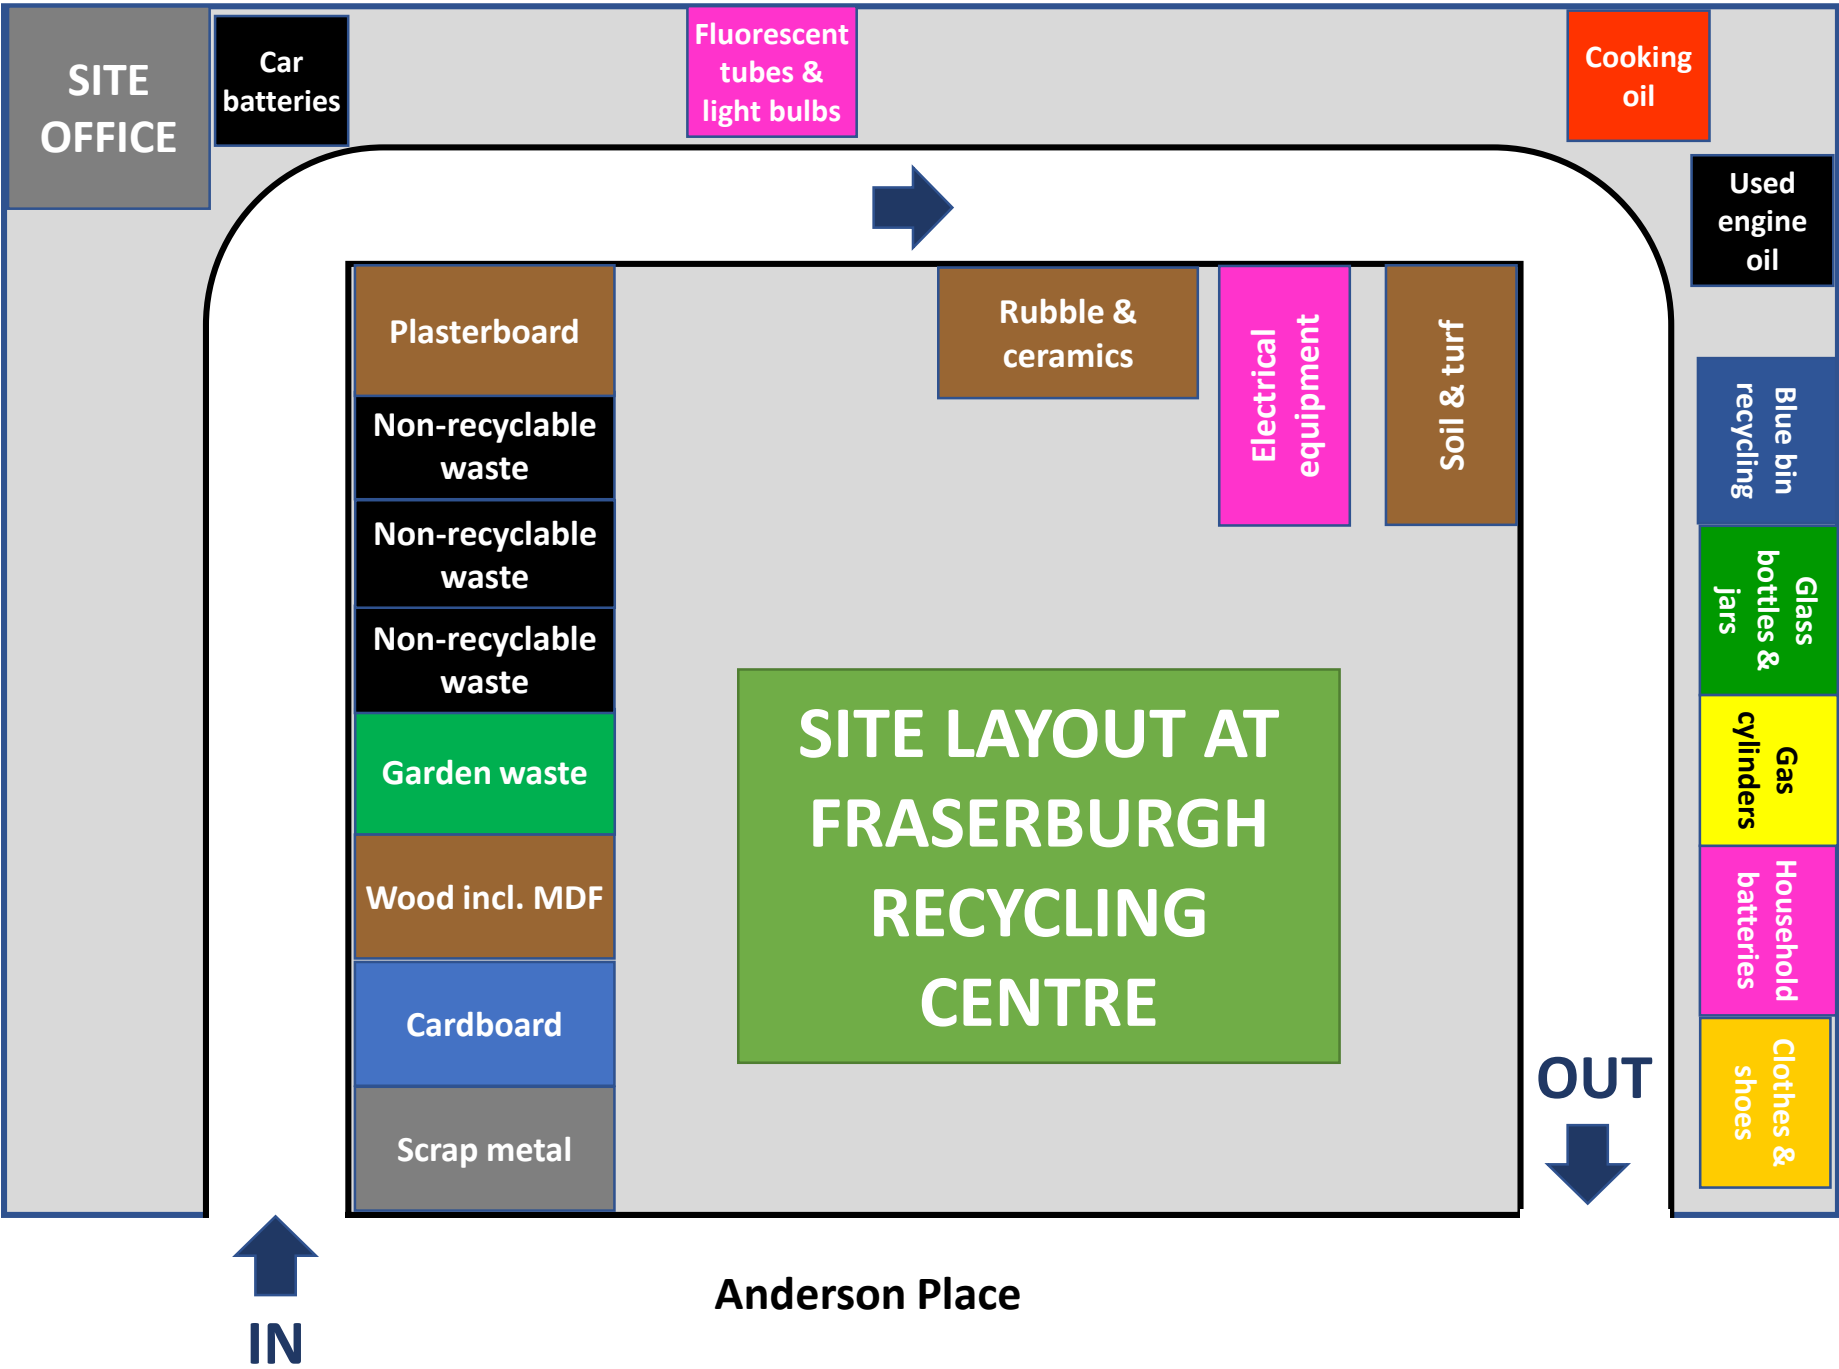 SITE
OFFICE
Car
batteries
Fluorescent
tubes &
light bulbs
Cooking
oil
Used
engine
oil
Plasterboard
Non-recyclable
waste
Non-recyclable
waste
Non-recyclable
waste
Garden waste
Wood incl. MDF
Cardboard
Scrap metal
Rubble &
ceramics
Electrical
equipment
Soil & turf
Blue bin
recycling
Glass
bottles &
jars
Gas
cylinders
Household
batteries
Clothes &
shoes
SITE LAYOUT AT
FRASERBURGH
RECYCLING
CENTRE
OUT
IN
Anderson Place